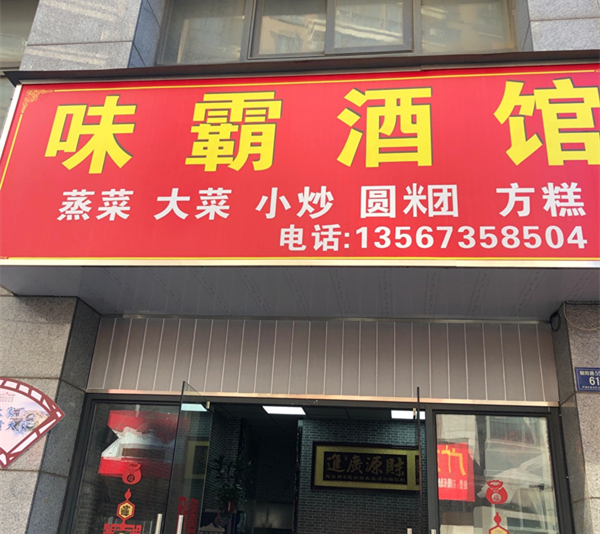 味霸酒馆
蒸菜 大菜 小炒 圆米团 方糕
电话:13567358504
進廣源財